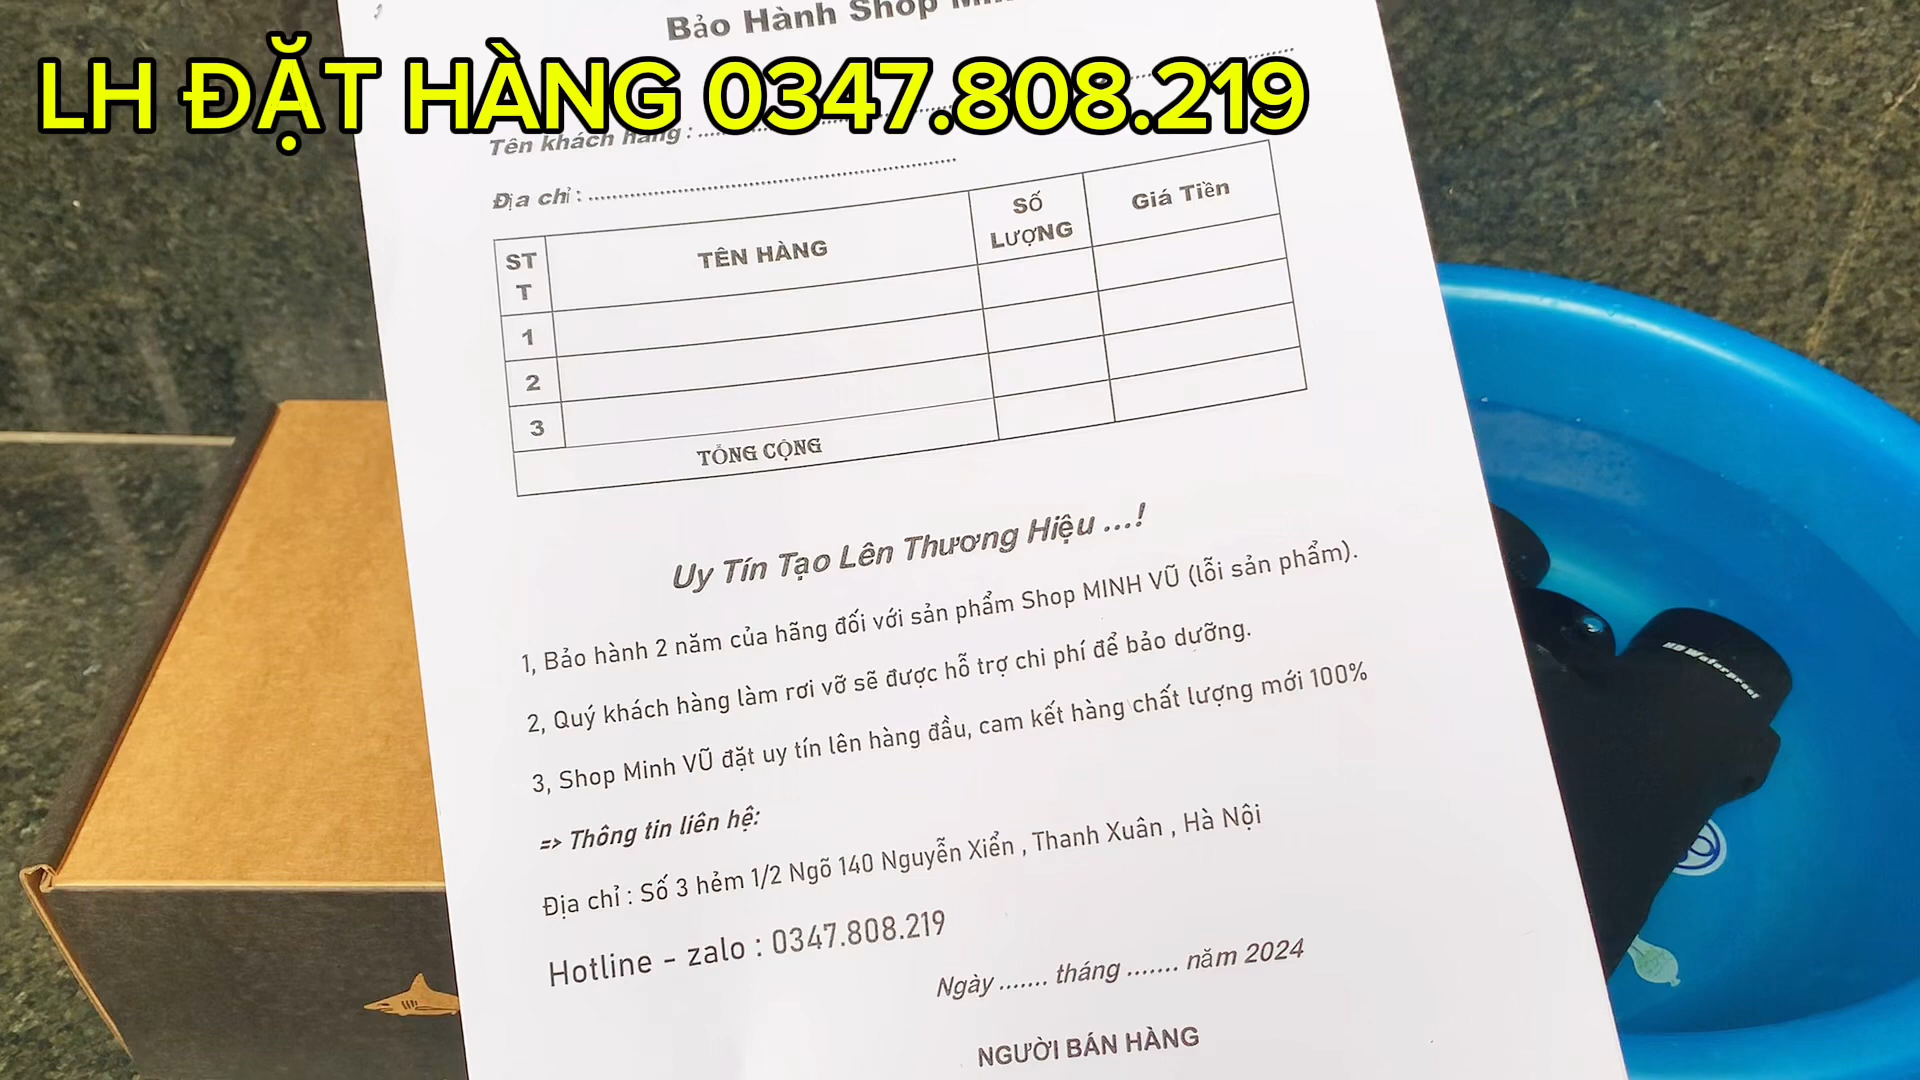 Bảo Hành Shop
LH ĐẶT HÀNG 0347.808.219
Tên khách hàng :
Địa chỉ :
STT TÊN HÀNG SỐ LƯỢNG Giá Tiền
1
2
3
TỔNG CỘNG
Uy Tín Tạo Lên Thương Hiệu ...!
1, Bảo hành 2 năm của hãng đối với sản phẩm Shop MINH VŨ (lỗi sản phẩm).
2, Quý khách hàng làm rơi vỡ sẽ được hỗ trợ chi phí để bảo dưỡng.
3, Shop Minh VŨ đặt uy tín lên hàng đầu, cam kết hàng chất lượng mới 100%
=> Thông tin liên hệ:
Địa chỉ : Số 3 hẻm 1/2 Ngõ 140 Nguyễn Xiển , Thanh Xuân , Hà Nội
Hotline - zalo : 0347.808.219
Ngày ....... tháng ....... năm 2024
NGƯỜI BÁN HÀNG
HD Waterproof